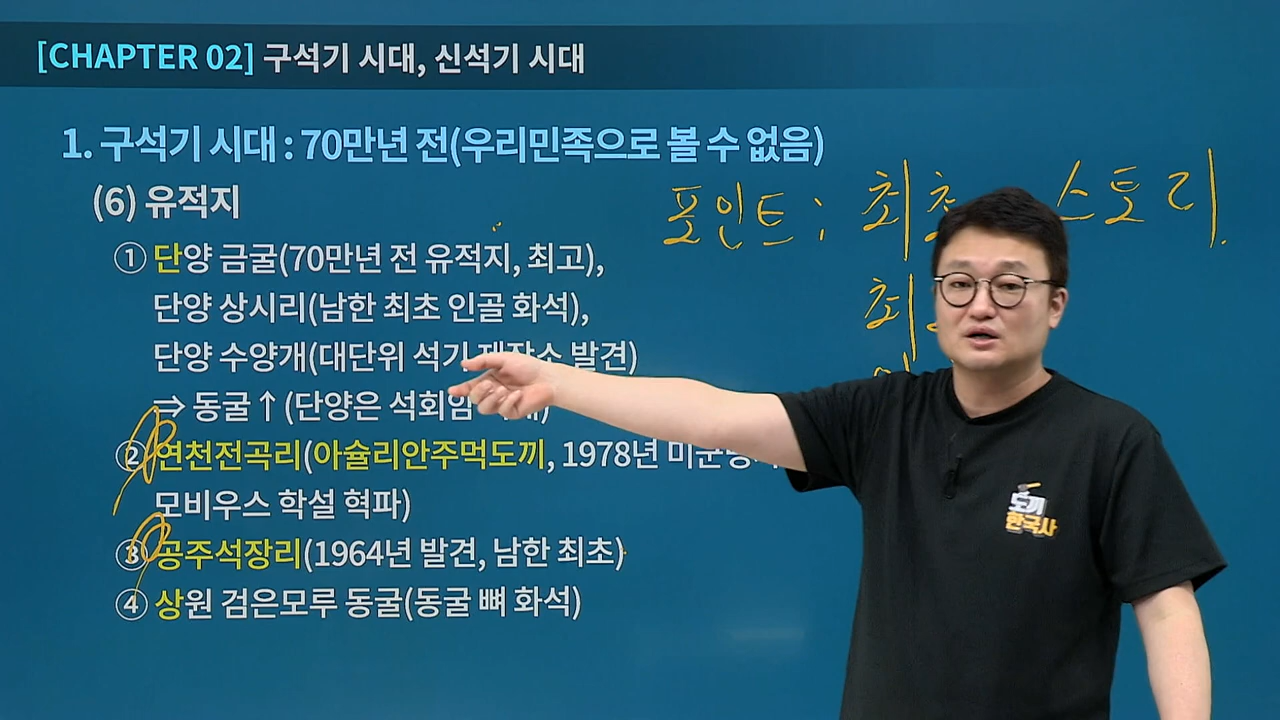 [CHAPTER 02] 구석기 시대, 신석기 시대
1. 구석기 시대 : 70만년 전(우리민족으로 볼 수 없음)
(6) 유적지
포인트 : 최초 스토리
① 단양 금굴(70만년 전 유적지, 최고),
단양 상시리(남한 최초 인골 화석),
최
단양 수양개(대단위 석기 제작소 발견)
⇒ 동굴↑(단양은 석회암
② 연천전곡리(아슐리안주먹도끼, 1978년 미군병사
모비우스 학설 혁파)
③ 공주석장리(1964년 발견, 남한 최초)
④ 상원 검은모루 동굴(동굴 뼈 화석)
도끼
한국사